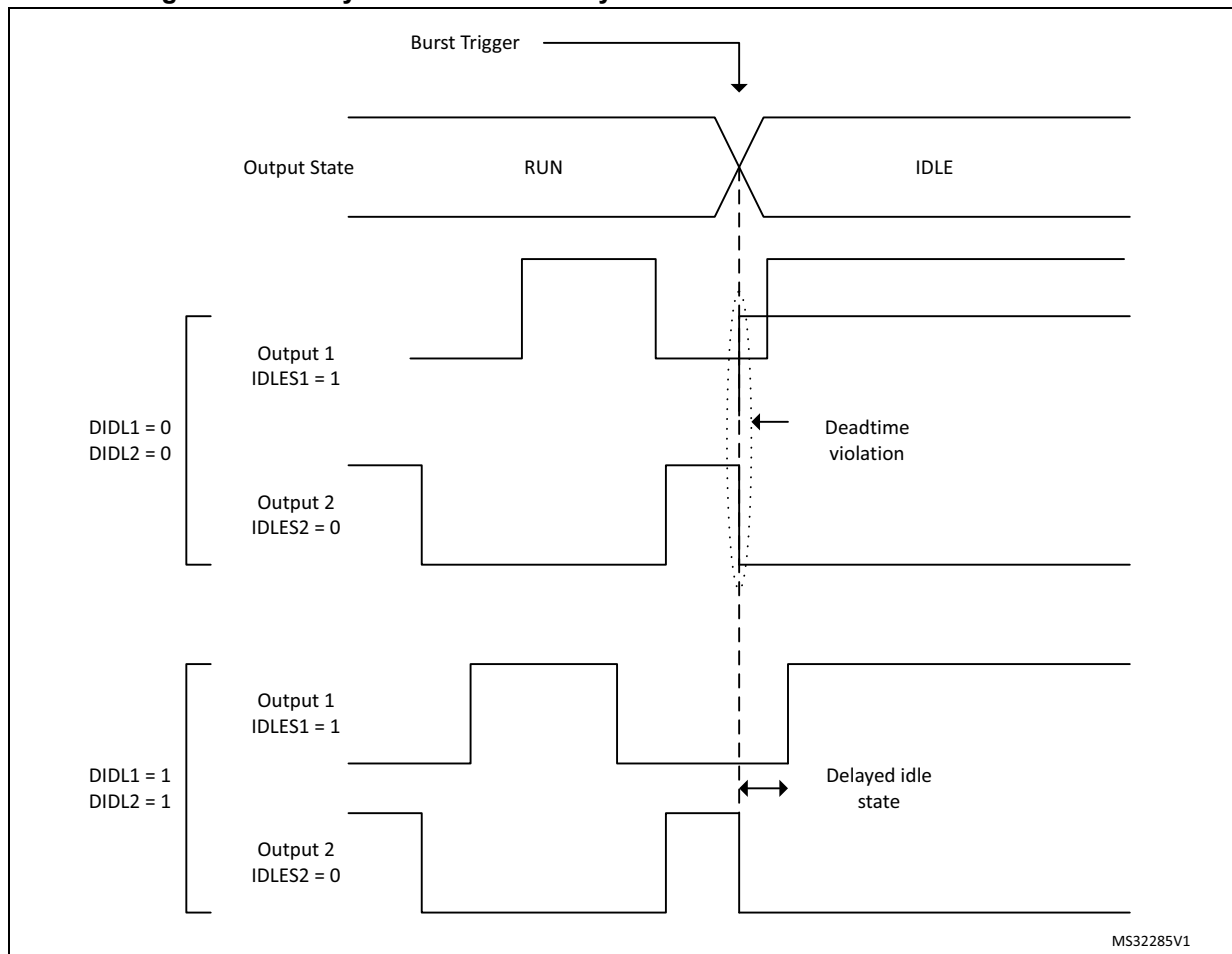 Burst Trigger
Output State
RUN
IDLE
Output 1
IDLES1 = 1
DIDL1 = 0
DIDL2 = 0
Deadtime
violation
Output 2
IDLES2 = 0
Output 1
IDLES1 = 1
DIDL1 = 1
DIDL2 = 1
Delayed idle
state
Output 2
IDLES2 = 0
MS32285V1